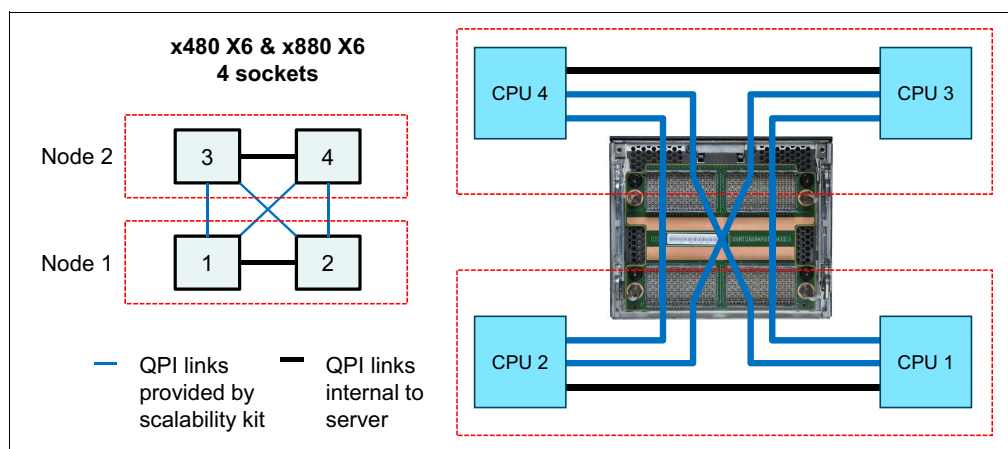 x480 X6 & x880 X6
4 sockets
Node 2
3
4
Node 1
1
2
QPI links
provided by
scalability kit
QPI links
internal to
server
CPU 4
CPU 3
CPU 2
CPU 1